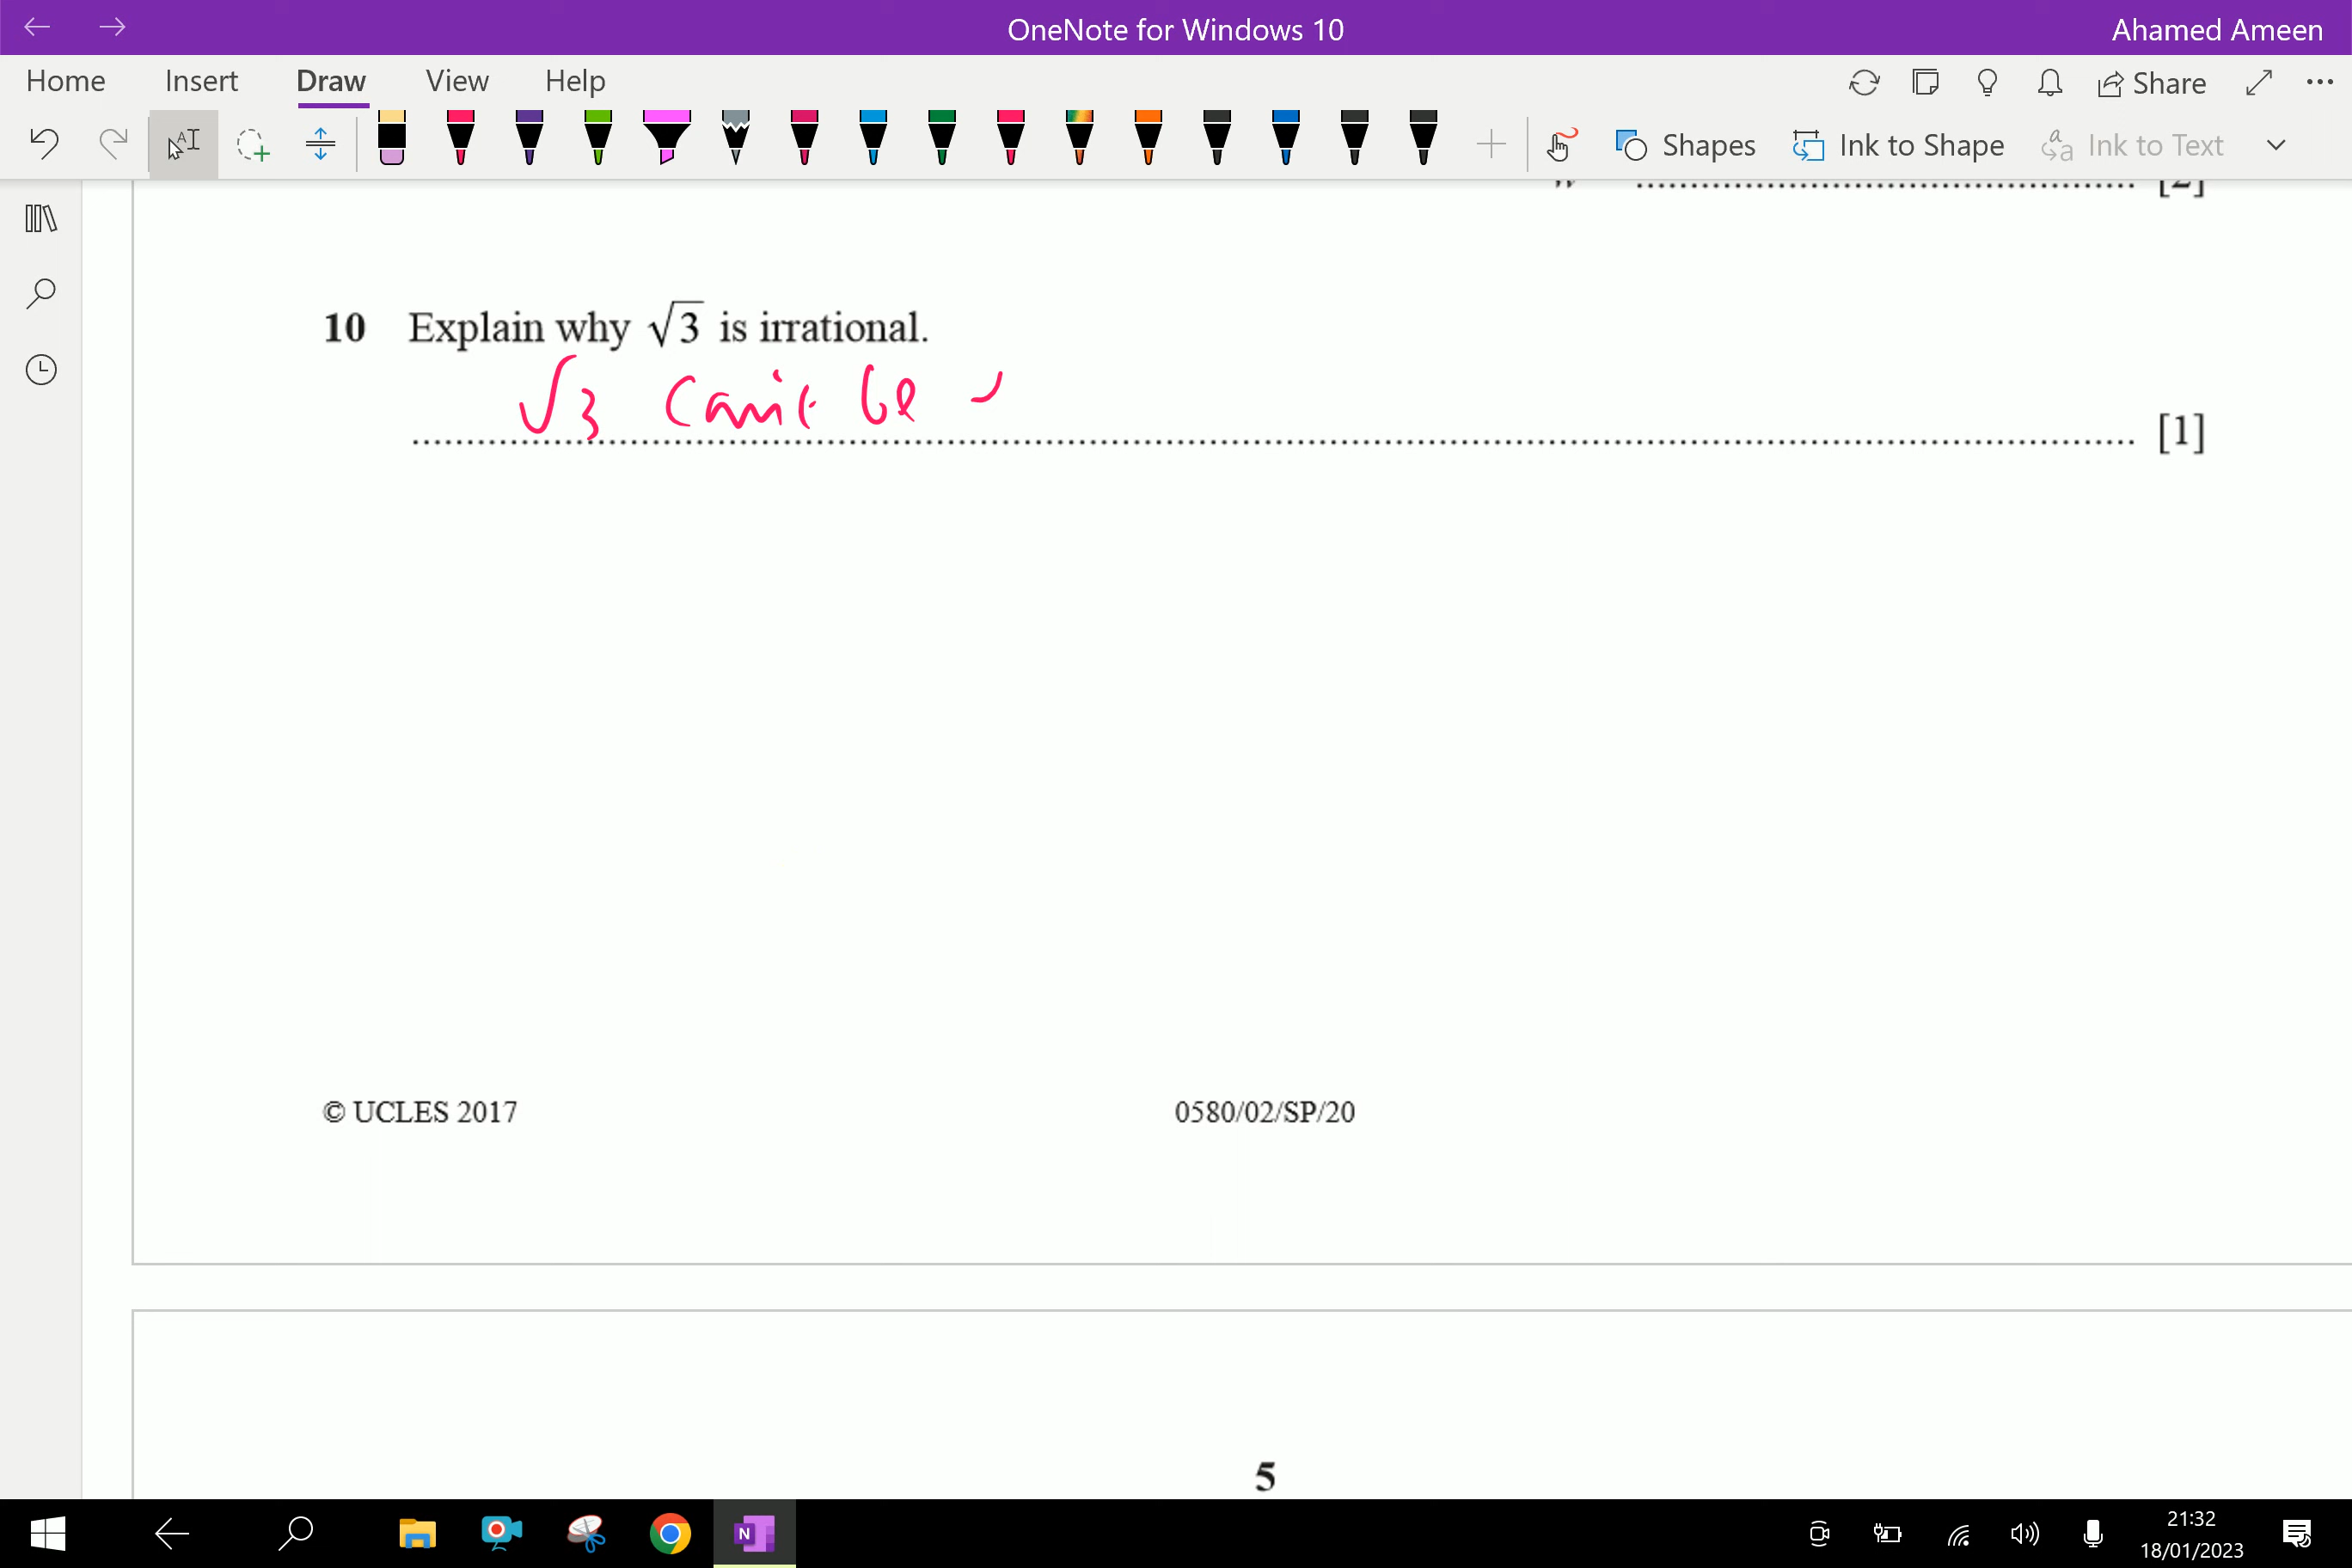 OneNote for Windows 10
Ahamed Ameen
Home Insert Draw View Help
Share
Shapes Ink to Shape Ink to Text
[2]
10 Explain why √3 is irrational.
√3 can't be
[1]
© UCLES 2017
0580/02/SP/20
5
21:32
18/01/2023